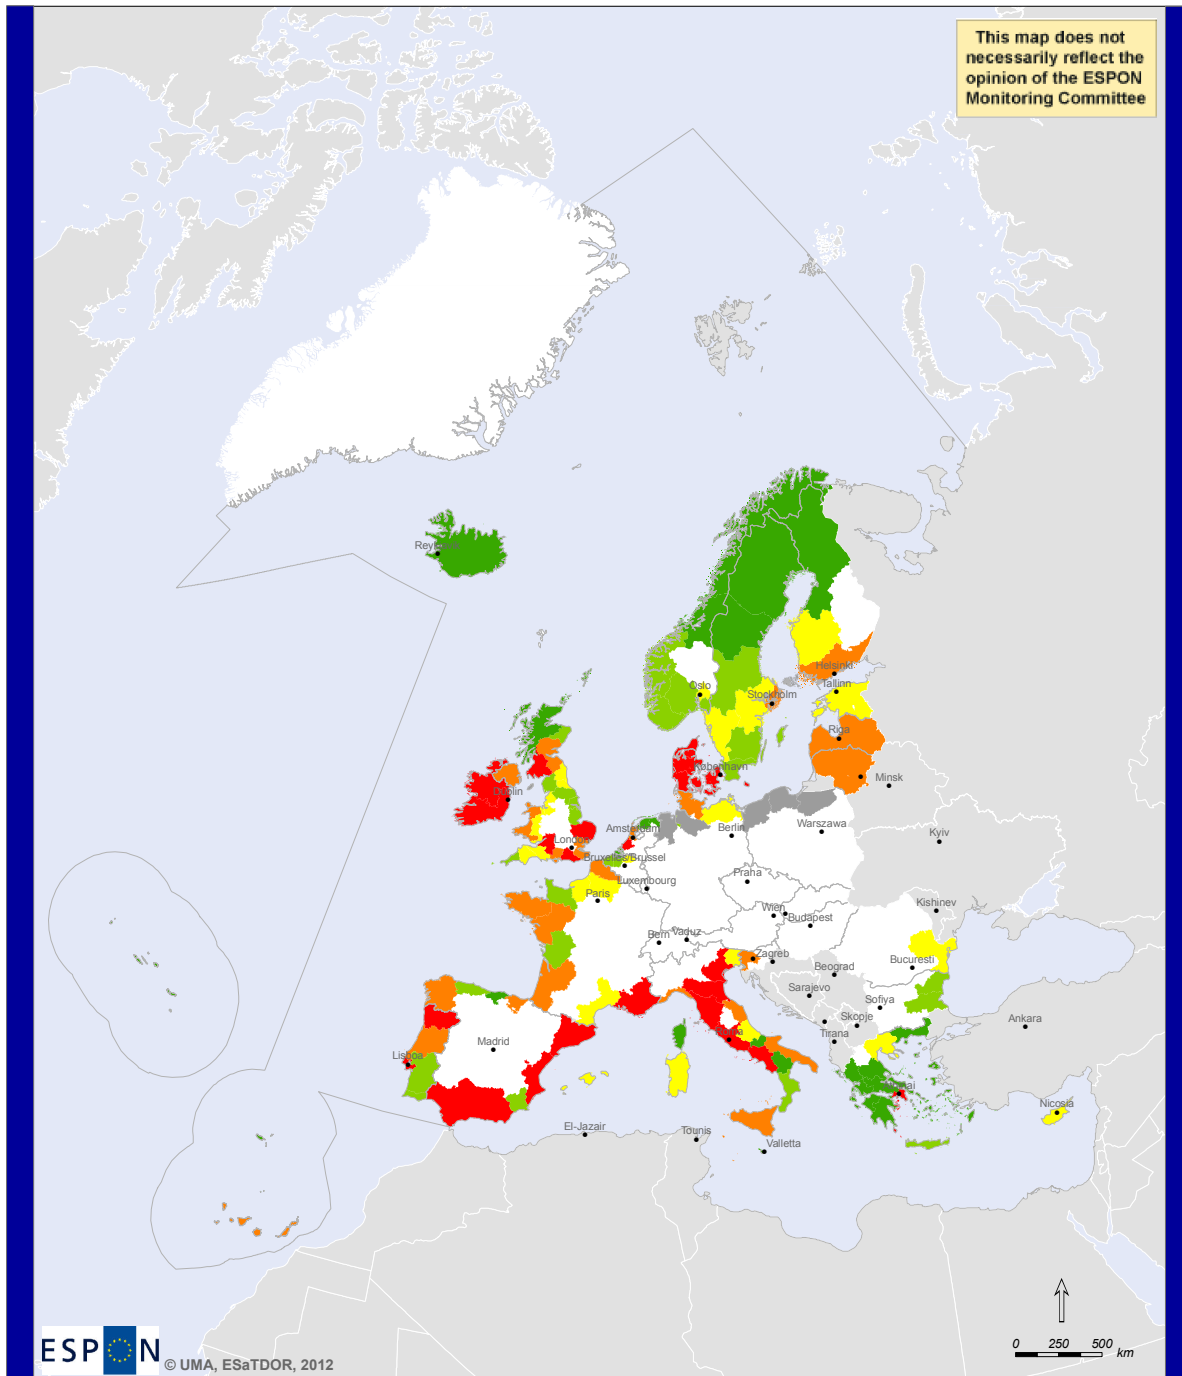 This map does not
necessarily reflect the
opinion of the ESPON
Monitoring Committee
Reykjavik
Oslo
Helsinki
Tallinn
Stockholm
Riga
København
Minsk
Dublin
Amsterdam
Berlin
Warszawa
London
Kyiv
Bruxelles/Brussel
Luxembourg
Praha
Paris
Kishinev
Wien
Budapest
Bern
Vaduz
Zagreb
Beograd
Bucuresti
Sarajevo
Sofiya
Skopje
Ankara
Madrid
Roma
Tirana
Lisboa
Athinai
Nicosia
El-Jazair
Tounis
Valletta
0 250 500
km
ESPON
© UMA, ESaTDOR, 2012